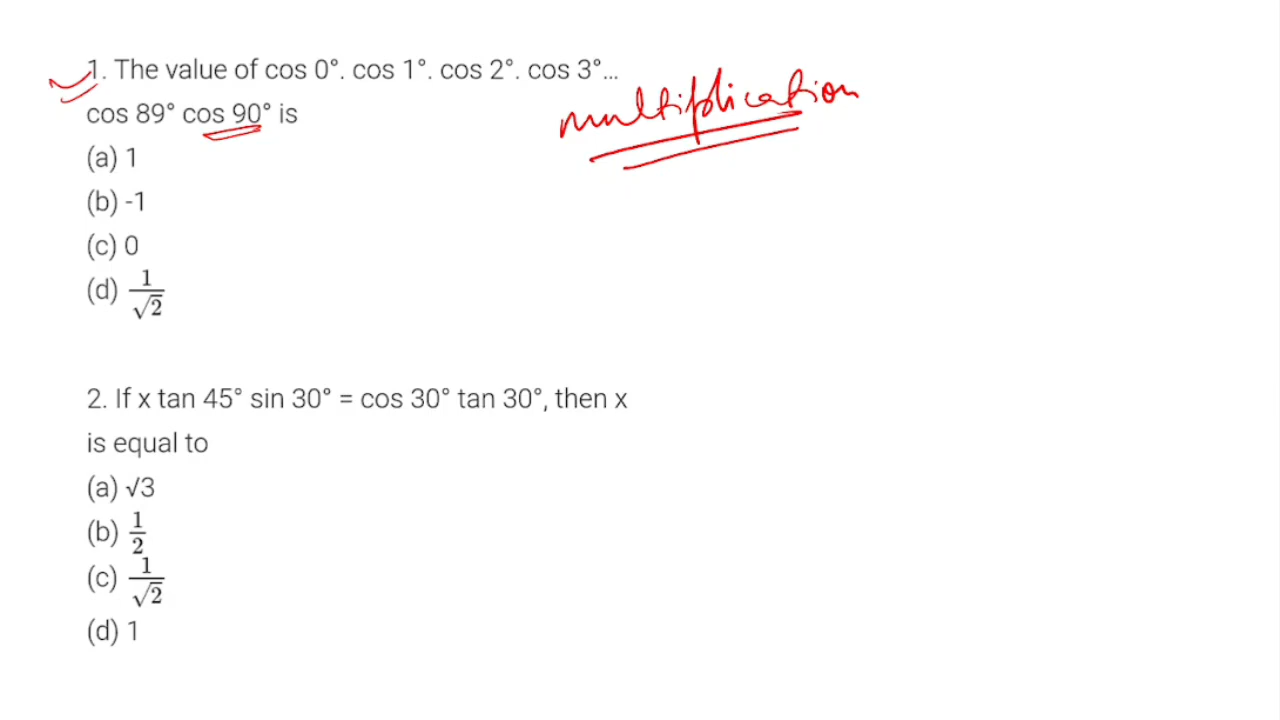 1. The value of cos 0°. cos 1°. cos 2°. cos 3°...
cos 89° cos 90° is
multiplication
(a) 1
(b) -1
(c) 0
(d) 1/√2
2. If x tan 45° sin 30° = cos 30° tan 30°, then x
is equal to
(a) √3
(b) 1/2
(c) 1/√2
(d) 1